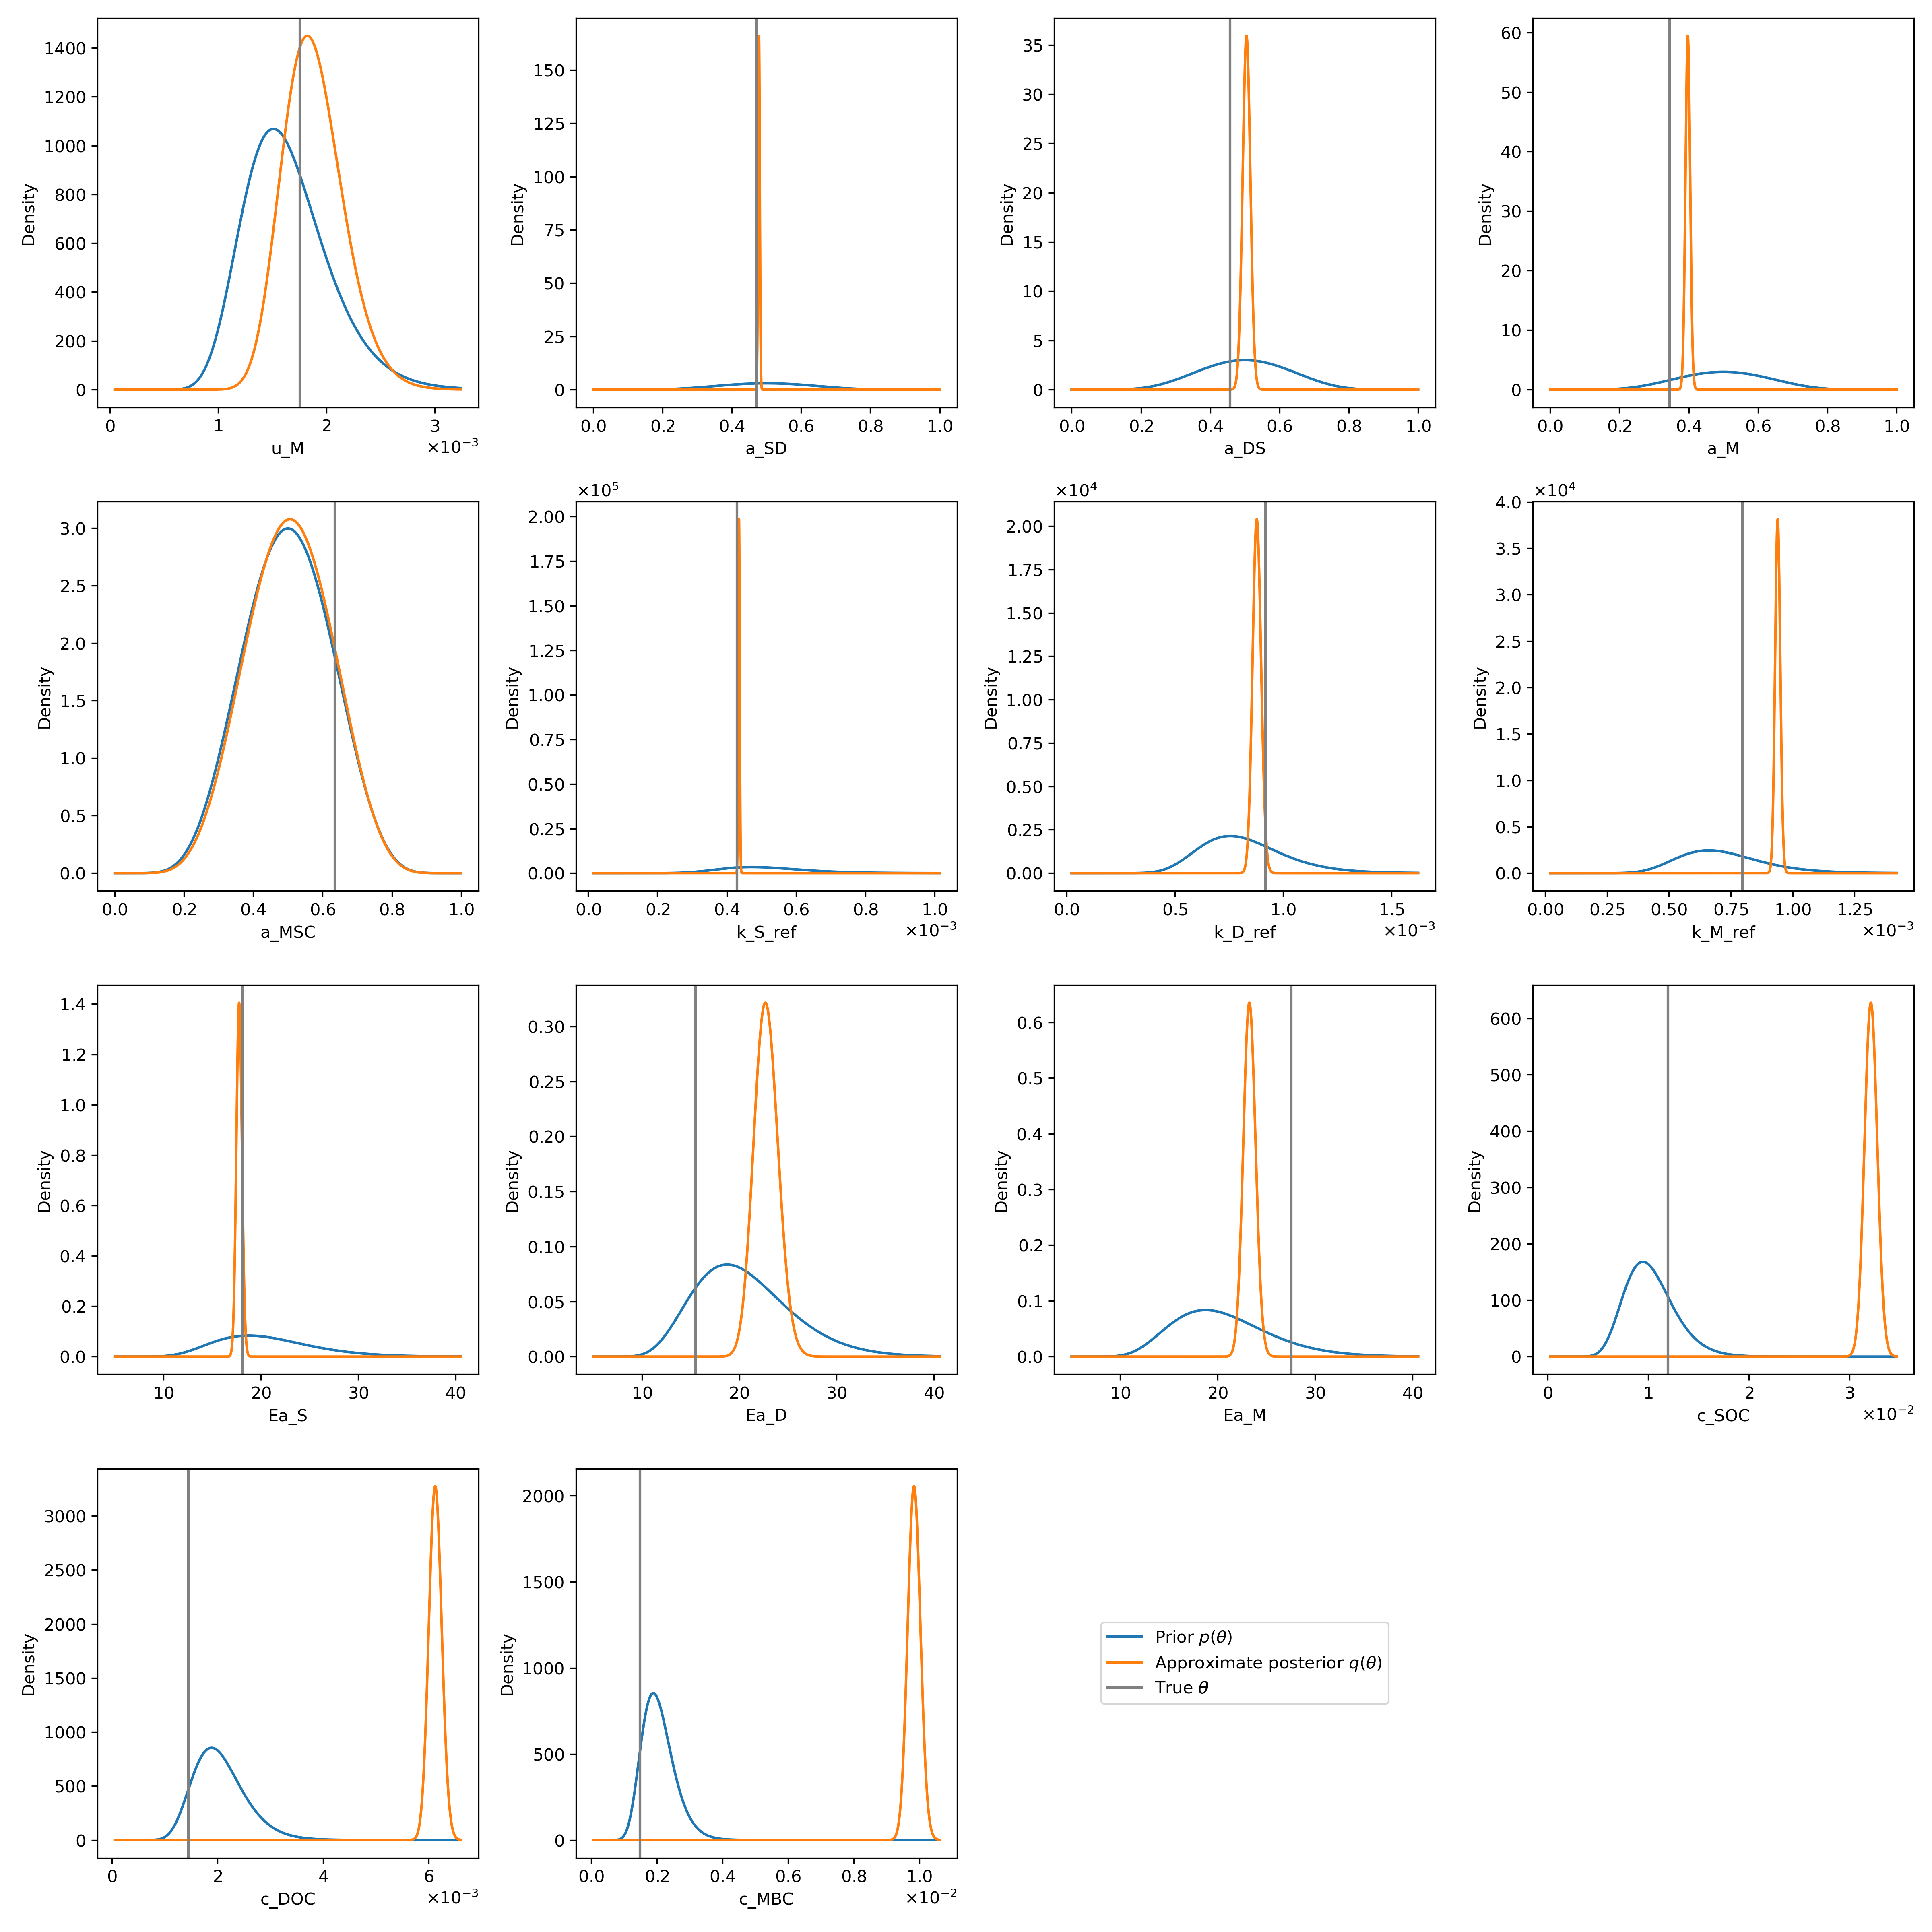 Density
1400
1200
1000
800
600
400
200
0
0 1 2 3
×10⁻³
u_M
Density
150
125
100
75
50
25
0
0.0 0.2 0.4 0.6 0.8 1.0
a_SD
Density
35
30
25
20
15
10
5
0
0.0 0.2 0.4 0.6 0.8 1.0
a_DS
Density
60
50
40
30
20
10
0
0.0 0.2 0.4 0.6 0.8 1.0
a_M
Density
3.0
2.5
2.0
1.5
1.0
0.5
0.0
0.0 0.2 0.4 0.6 0.8 1.0
a_MSC
×10⁵
Density
2.00
1.75
1.50
1.25
1.00
0.75
0.50
0.25
0.00
0.0 0.2 0.4 0.6 0.8 1.0
×10⁻³
k_S_ref
×10⁴
Density
2.00
1.75
1.50
1.25
1.00
0.75
0.50
0.25
0.00
0.0 0.5 1.0 1.5
×10⁻³
k_D_ref
×10⁴
Density
4.0
3.5
3.0
2.5
2.0
1.5
1.0
0.5
0.0
0.00 0.25 0.50 0.75 1.00 1.25
×10⁻³
k_M_ref
Density
1.4
1.2
1.0
0.8
0.6
0.4
0.2
0.0
10 20 30 40
Ea_S
Density
0.30
0.25
0.20
0.15
0.10
0.05
0.00
10 20 30 40
Ea_D
Density
0.6
0.5
0.4
0.3
0.2
0.1
0.0
10 20 30 40
Ea_M
Density
600
500
400
300
200
100
0
0 1 2 3
×10⁻²
c_SOC
Density
3000
2500
2000
1500
1000
500
0
0 2 4 6
×10⁻³
c_DOC
Density
2000
1500
1000
500
0
0.0 0.2 0.4 0.6 0.8 1.0
×10⁻²
c_MBC
Prior p(θ)
Approximate posterior q(θ)
True θ